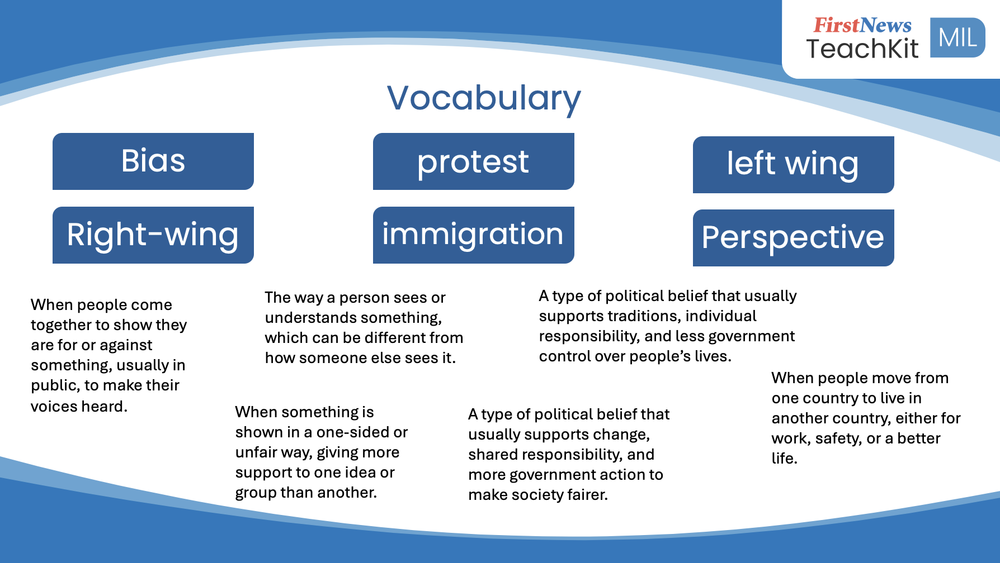 FirstNews
TeachKit
MIL
Vocabulary
Bias
protest
left wing
Right-wing
immigration
Perspective
When people come
together to show they
are for or against
something, usually in
public, to make their
voices heard.
The way a person sees or
understands something,
which can be different from
how someone else sees it.
A type of political belief that usually
supports traditions, individual
responsibility, and less government
control over people’s lives.
When something is
shown in a one-sided or
unfair way, giving more
support to one idea or
group than another.
A type of political belief that
usually supports change,
shared responsibility, and
more government action to
make society fairer.
When people move from
one country to live in
another country, either for
work, safety, or a better
life.